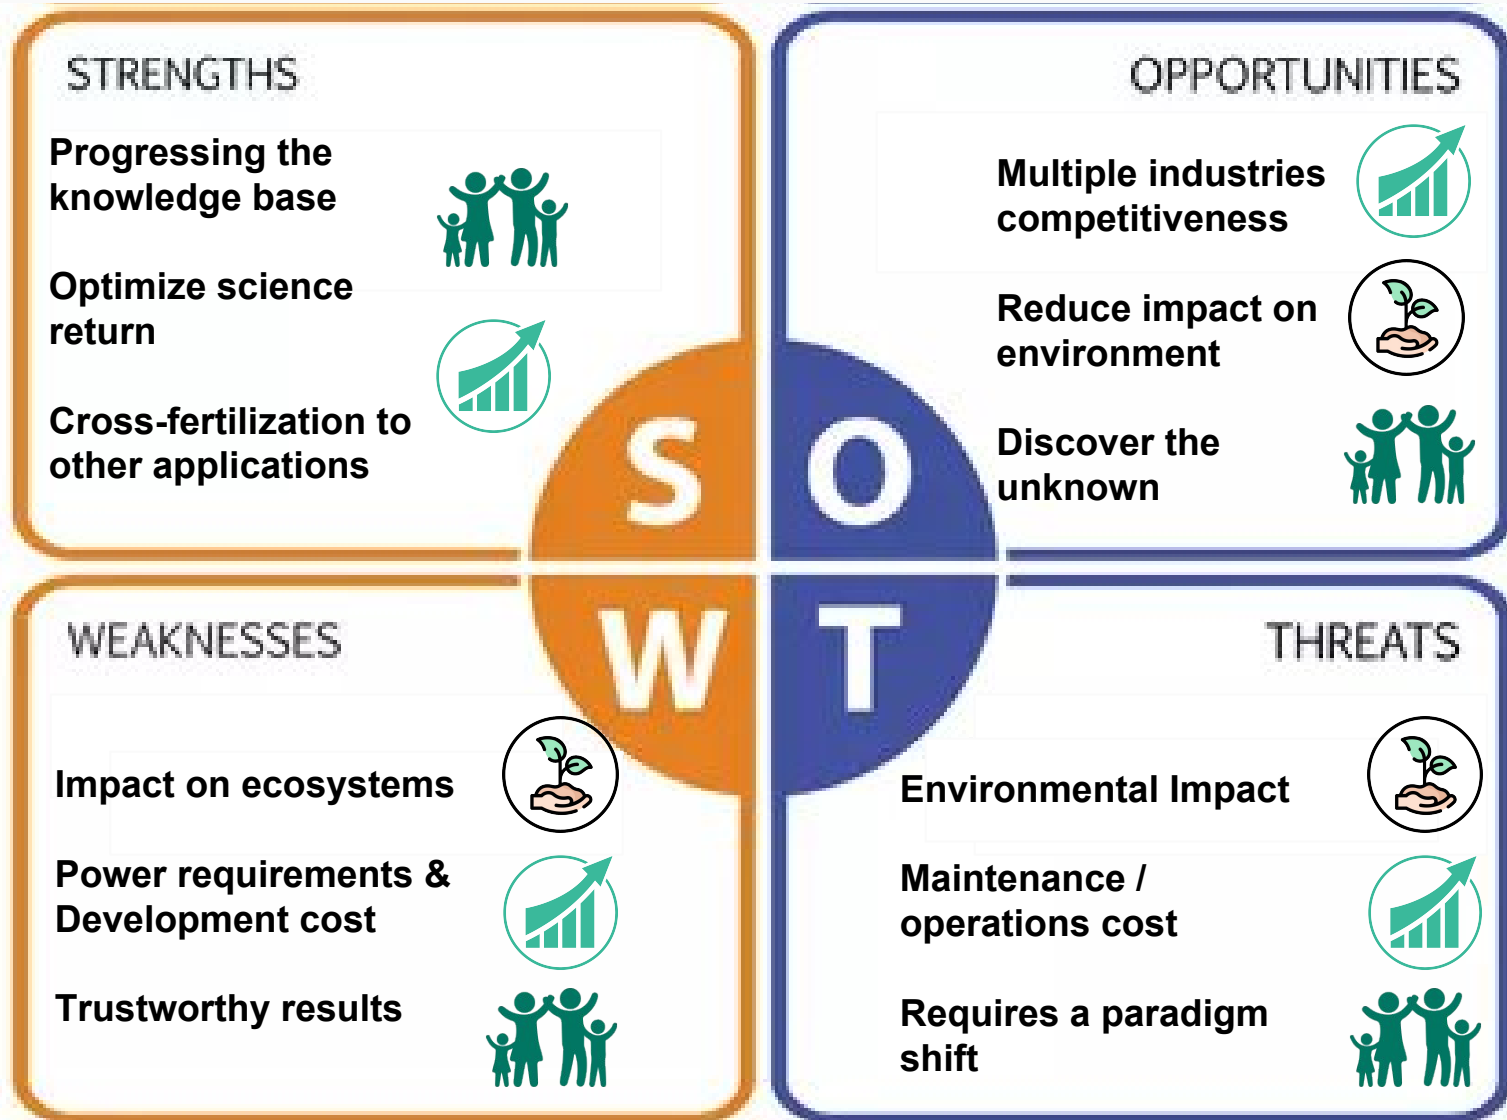 STRENGTHS
Progressing the
knowledge base
Optimize science
return
Cross-fertilization to
other applications
OPPORTUNITIES
Multiple industries
competitiveness
Reduce impact on
environment
Discover the
unknown
S
O
W
T
WEAKNESSES
Impact on ecosystems
Power requirements &
Development cost
Trustworthy results
THREATS
Environmental Impact
Maintenance /
operations cost
Requires a paradigm
shift